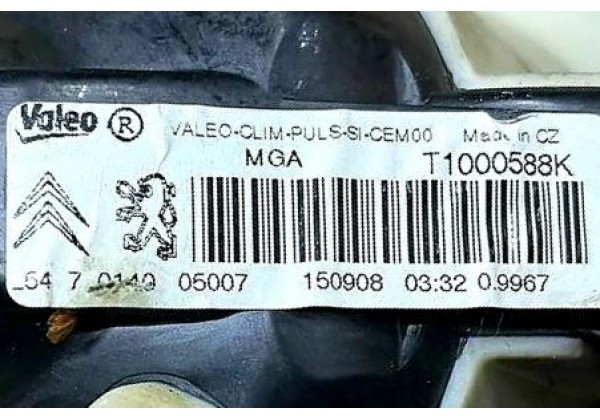 Valeo ® VALEO-CLIM-PULS-SI-CEM00 Made in CZ
MGA T1000588K
05007 150908 03:32 0.9967